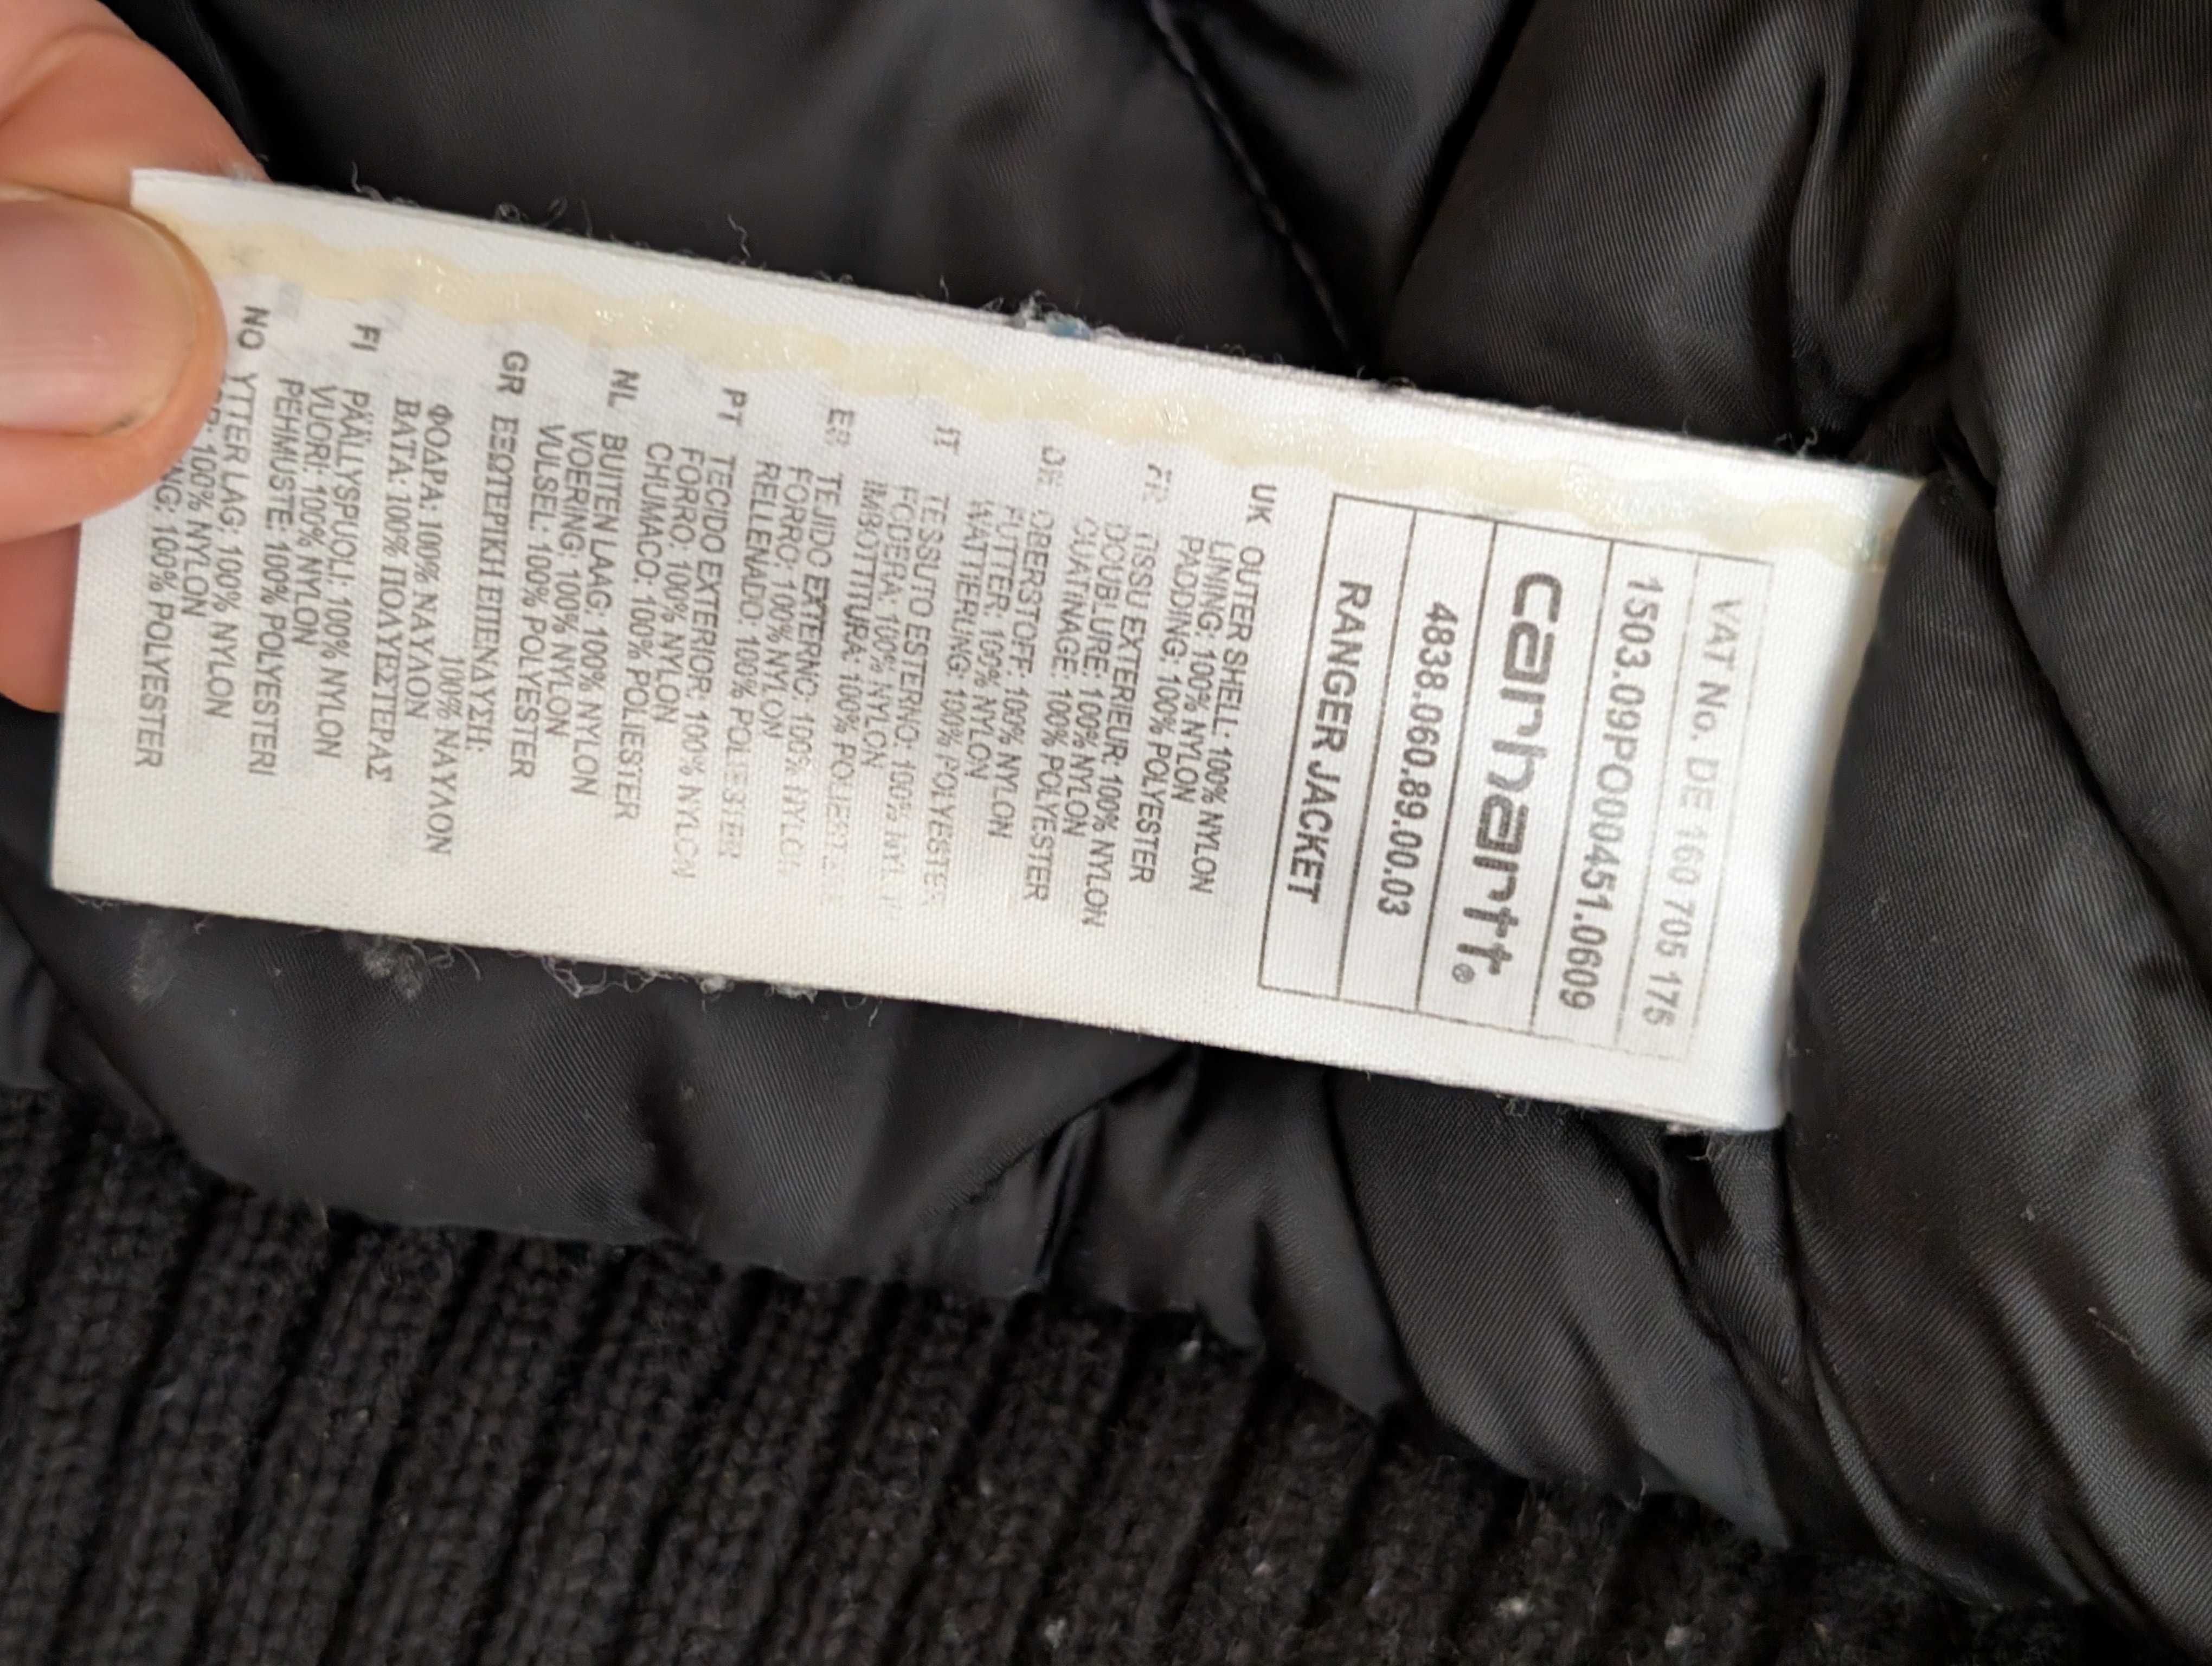 VAT No. DE 160 705 175
1503.09PO00451.0609
carhartt®
4838.060.89.00.03
RANGER JACKET
UK OUTER SHELL: 100% NYLON
LINING: 100% NYLON
PADDING: 100% POLYESTER
FR TISSU EXTERIEUR: 100% NYLON
DOUBLURE: 100% NYLON
OUATINAGE: 100% POLYESTER
DE OBERSTOFF: 100% NYLON
FUTTER: 100% NYLON
WATTIERUNG: 100% POLYESTER
IT TESSUTO ESTERNO: 100% NYLON
FODERA: 100% NYLON
IMBOTTITURA: 100% POLIESTERE
TEJIDO EXTERNO: 100% NYLON
FORRO: 100% NYLON
RELLENADO: 100% POLIESTER
PT TECIDO EXTERIOR: 100% NYLON
FORRO: 100% NYLON
CHUMACO: 100% POLIESTER
NL BUITEN LAAG: 100% NYLON
VOERING: 100% NYLON
VULSEL: 100% POLYESTER
GR ΕΞΩΤΕΡΙΚΗ ΕΠΕΝΔΥΣΗ:
100% ΝΑΥΛΟΝ
ΦΟΔΡΑ: 100% ΝΑΥΛΟΝ
ΒΑΤΑ: 100% ΠΟΛΥΕΣΤΕΡΑΣ
FI PÄÄLLYSPUOLI: 100% NYLON
VUORI: 100% NYLON
PEHMUSTE: 100% POLYESTERI
NO YTTER LAG: 100% NYLON
100% NYLON
100% POLYESTER